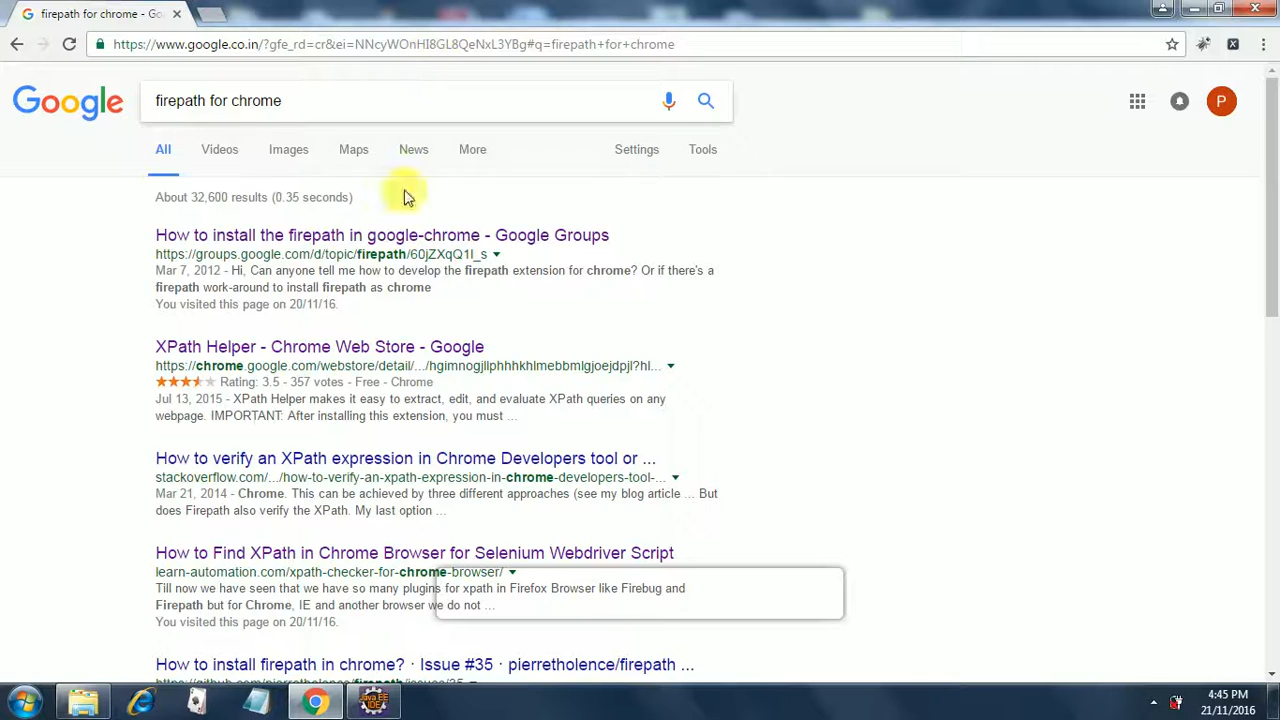 firepath for chrome - Go
https://www.google.co.in/?gfe_rd=cr&ei=NNcyWOnHI8GL8QeNxL3YBg#q=firepath+for+chrome
Google
firepath for chrome
P
All Videos Images Maps News More Settings Tools
About 32,600 results (0.35 seconds)
How to install the firepath in google-chrome - Google Groups
https://groups.google.com/d/topic/firepath/60jZXqQ1I_s
Mar 7, 2012 - Hi, Can anyone tell me how to develop the firepath extension for chrome? Or if there's a
firepath work-around to install firepath as chrome
You visited this page on 20/11/16.
XPath Helper - Chrome Web Store - Google
https://chrome.google.com/webstore/detail/.../hgimnogjllphhhkhlmebbmlgjoejdpjl?hl...
Rating: 3.5 - 357 votes - Free - Chrome
Jul 13, 2015 - XPath Helper makes it easy to extract, edit, and evaluate XPath queries on any
webpage. IMPORTANT: After installing this extension, you must ...
How to verify an XPath expression in Chrome Developers tool or ...
stackoverflow.com/.../how-to-verify-an-xpath-expression-in-chrome-developers-tool-...
Mar 21, 2014 - Chrome. This can be achieved by three different approaches (see my blog article ... But
does Firepath also verify the XPath. My last option ...
How to Find XPath in Chrome Browser for Selenium Webdriver Script
learn-automation.com/xpath-checker-for-chrome-browser/
Till now we have seen that we have so many plugins for xpath in Firefox Browser like Firebug and
Firepath but for Chrome, IE and another browser we do not ...
You visited this page on 20/11/16.
How to install firepath in chrome? · Issue #35 · pierretholence/firepath ...
https://github.com/pierretholence/firepath/issues/35
Java EE
IDE
4:45 PM
21/11/2016